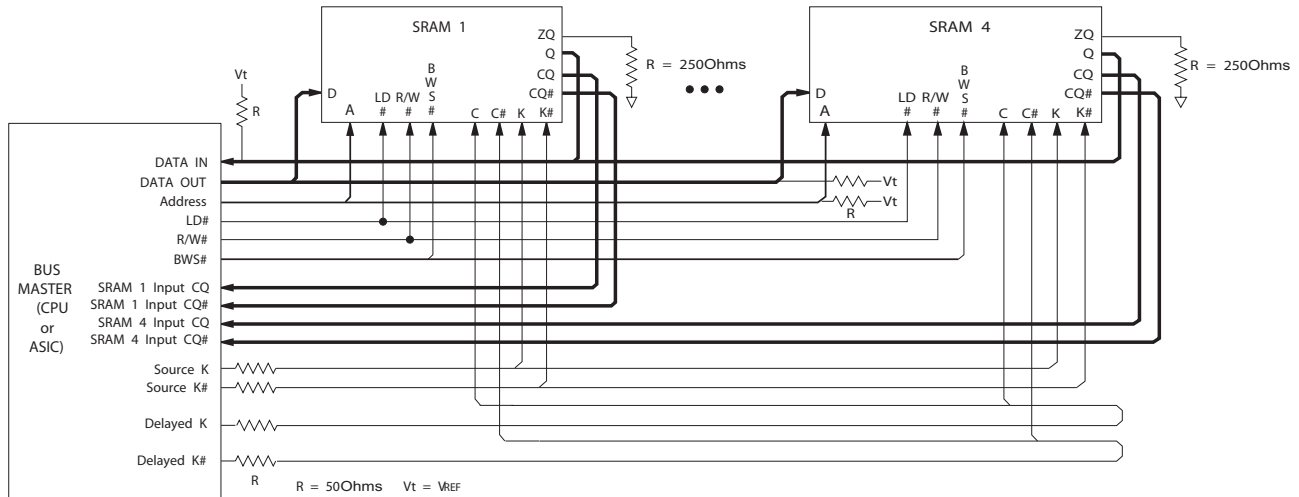 SRAM 1
ZQ
Q
CQ
CQ#
R = 250Ohms
D
A
LD
#
R/W
#
B
W
S
#
C
C#
K
K#
SRAM 4
ZQ
Q
CQ
CQ#
R = 250Ohms
D
A
LD
#
R/W
#
B
W
S
#
C
C#
K
K#
Vt
R
DATA IN
DATA OUT
Vt
Address
Vt
R
LD#
R/W#
BWS#
BUS
MASTER
(CPU
or
ASIC)
SRAM 1 Input CQ
SRAM 1 Input CQ#
SRAM 4 Input CQ
SRAM 4 Input CQ#
Source K
Source K#
Delayed K
Delayed K#
R
R = 50Ohms Vt = VREF